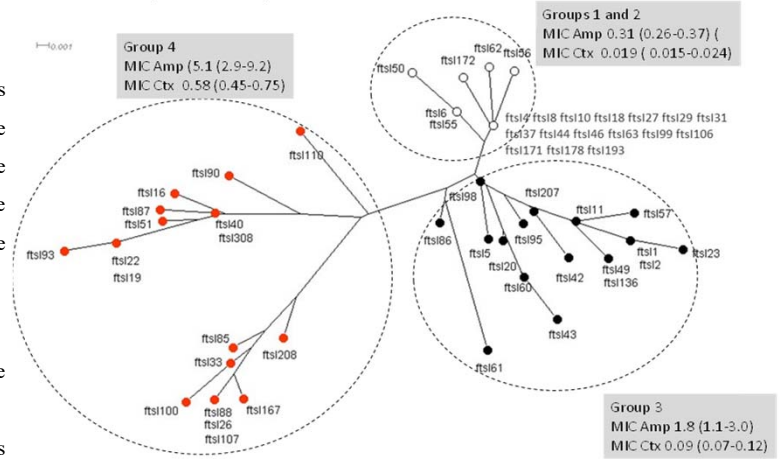 Groups 1 and 2
MIC Amp 0.31 (0.26-0.37) (
MIC Ctx 0.019 ( 0.015-0.024)
0.001
Group 4
MIC Amp (5.1 (2.9-9.2)
MIC Ctx 0.58 (0.45-0.75)
ftsI62
ftsI56
ftsI172
ftsI50
ftsI6
ftsI55
ftsI4 ftsI8 ftsI10 ftsI18 ftsI27 ftsI29 ftsI31
ftsI37 ftsI44 ftsI46 ftsI63 ftsI99 ftsI106
ftsI171 ftsI178 ftsI193
s
e
e
e
e
e
s
ftsI110
ftsI90
ftsI16
ftsI87
ftsI51
ftsI40
ftsI308
ftsI93
ftsI22
ftsI19
ftsI98
ftsI207
ftsI11
ftsI57
ftsI86
ftsI5
ftsI95
ftsI20
ftsI42
ftsI49
ftsI136
ftsI1
ftsI2
ftsI23
ftsI60
ftsI43
ftsI61
ftsI85
ftsI208
ftsI33
ftsI100
ftsI88
ftsI26
ftsI107
ftsI167
Group 3
MIC Amp 1.8 (1.1-3.0)
MIC Ctx 0.09 (0.07-0.12)